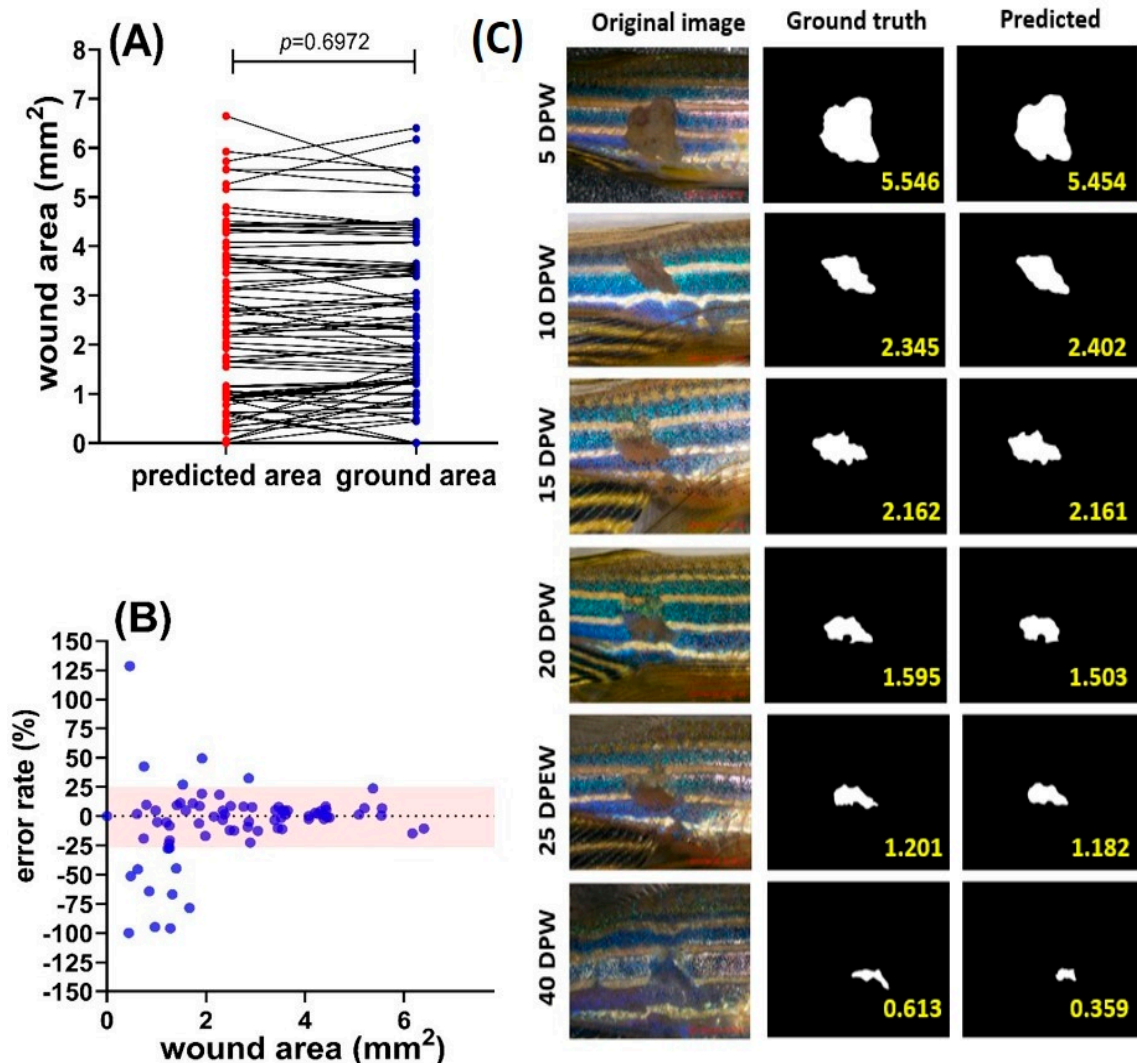 (A)
p=0.6972
8
7
6
5
4
3
2
1
0
wound area (mm²)
predicted area ground area
(B)
150
125
100
75
50
25
0
-25
-50
-75
-100
-125
-150
error rate (%)
0 2 4 6
wound area (mm²)
(C)
Original image Ground truth Predicted
5 DPW
5.546 5.454
10 DPW
2.345 2.402
15 DPW
2.162 2.161
20 DPW
1.595 1.503
25 DPEW
1.201 1.182
40 DPW
0.613 0.359